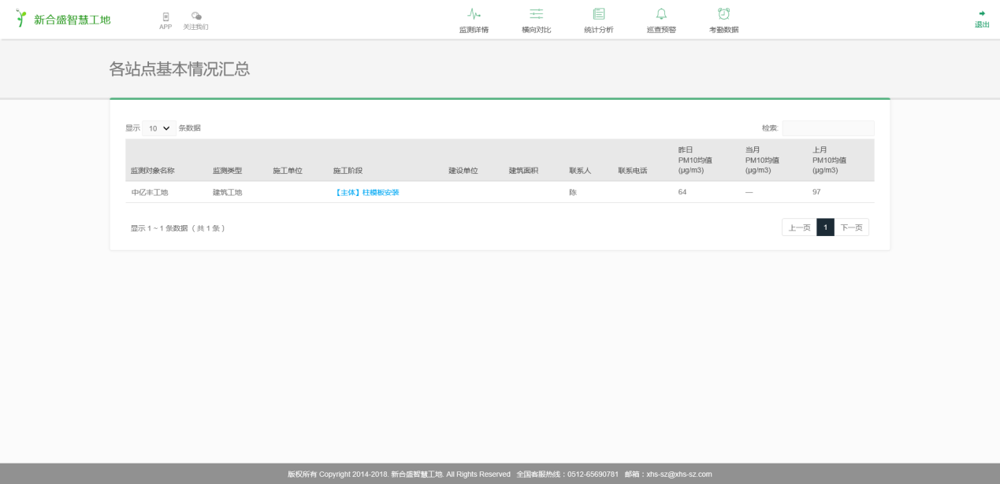 新合盛智慧工地
APP 关注我们
监测详情 横向对比 统计分析 巡查预警 考勤数据
退出
各站点基本情况汇总
显示 10 条数据 检索:
监测对象名称 监测类型 施工单位 施工阶段 建设单位 建筑面积 联系人 联系电话 昨日 PM10均值 (μg/m3) 当月 PM10均值 (μg/m3) 上月 PM10均值 (μg/m3)
中亿丰工地 建筑工地 【主体】柱模板安装 陈 64 — 97
显示 1 ~ 1 条数据 ( 共 1 条 ) 上一页 1 下一页
版权所有 Copyright 2014-2018. 新合盛智慧工地. All Rights Reserved 全国客服热线：0512-65690781 邮箱：xhs-sz@xhs-sz.com